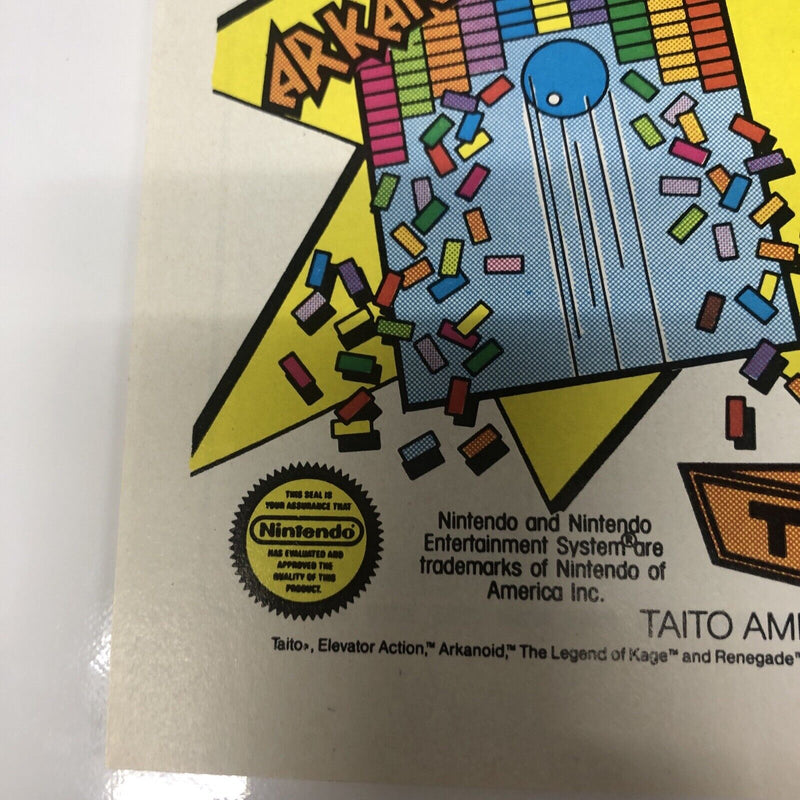 ARKA
THIS SEAL IS
YOUR ASSURANCE THAT
Nintendo®
HAS EVALUATED AND
APPROVED THE
QUALITY OF THIS
PRODUCT.
Nintendo and Nintendo
Entertainment System® are
trademarks of Nintendo of
America Inc.
T
TAITO AM
Taito®, Elevator Action,™ Arkanoid,™ The Legend of Kage™ and Renegade™